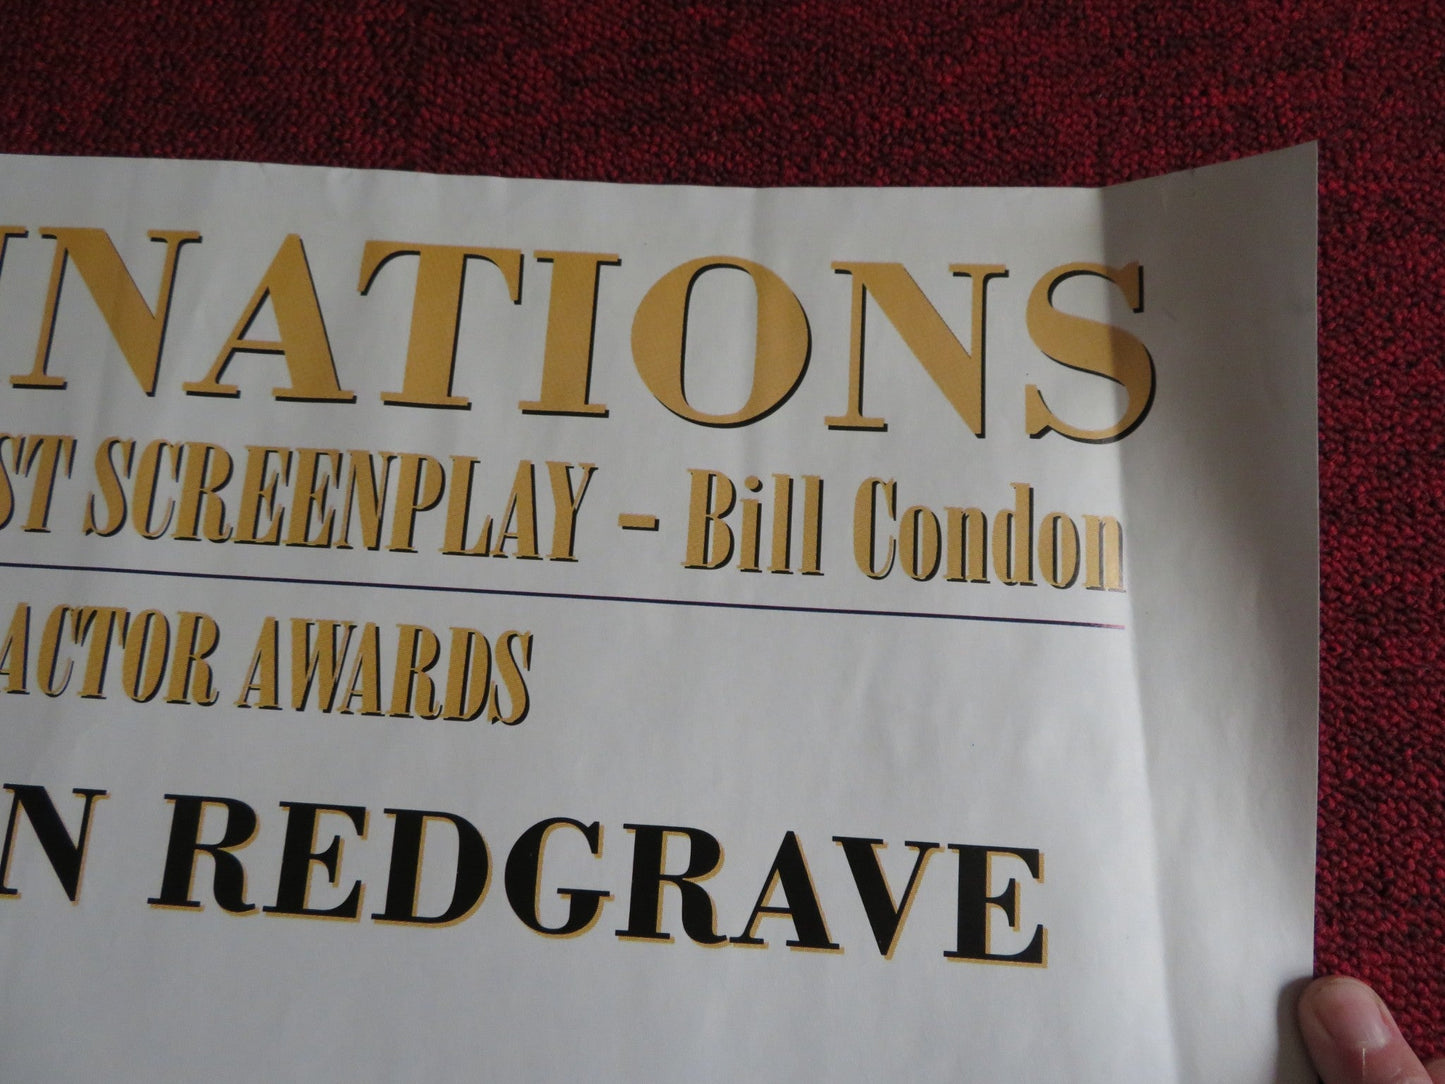 NATIONS
ST SCREENPLAY - Bill Condon
ACTOR AWARDS
N REDGRAVE